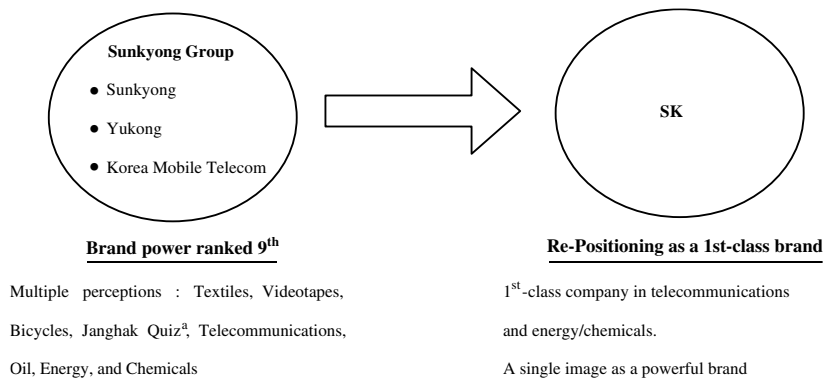 Sunkyong Group
● Sunkyong
● Yukong
● Korea Mobile Telecom
Brand power ranked 9th
Multiple perceptions : Textiles, Videotapes,
Bicycles, Janghak Quizª, Telecommunications,
Oil, Energy, and Chemicals
SK
Re-Positioning as a 1st-class brand
1st-class company in telecommunications
and energy/chemicals.
A single image as a powerful brand